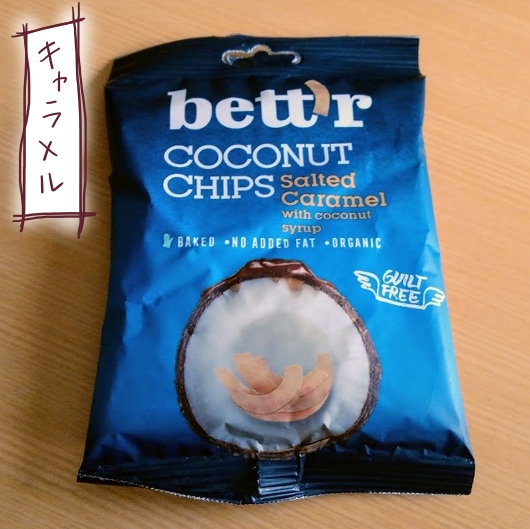 キャラメル
bett'r
COCONUT
CHIPS Salted
Caramel
with coconut
syrup
BAKED • NO ADDED FAT • ORGANIC
GUILT
FREE